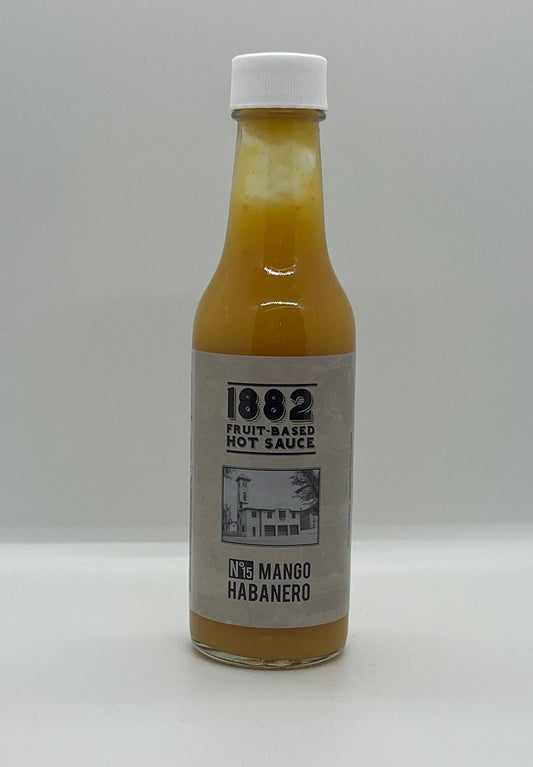 1882
FRUIT-BASED
HOT SAUCE
Nº15 MANGO
HABANERO